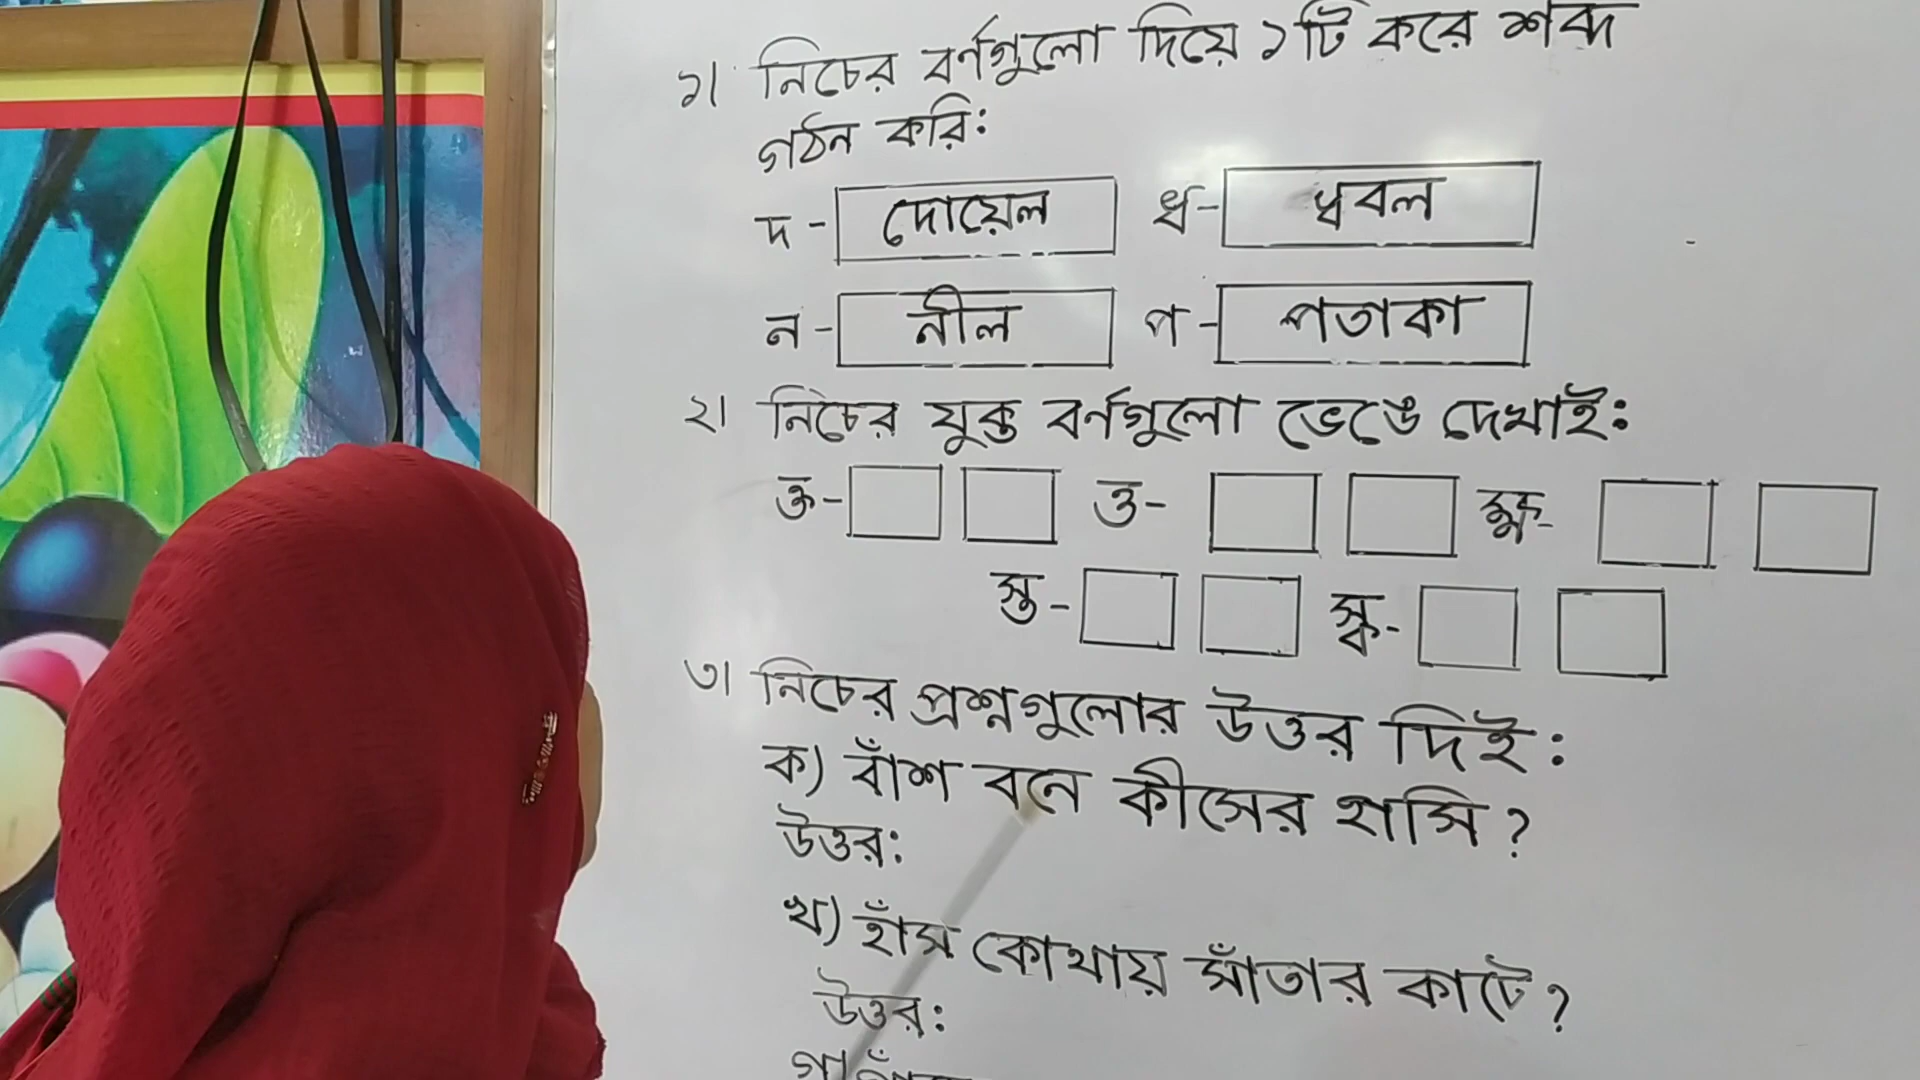 ১। নিচের বর্ণগুলো দিয়ে ১টি করে শব্দ
গঠন করি:
দ - দোয়েল ধ- ধবল
ন - নীল প- পতাকা
২। নিচের যুক্ত বর্ণগুলো ভেঙে দেখাই:
ক্ত- ত্ত- ক্ষ-
স্ত - স্ক-
৩। নিচের প্রশ্নগুলোর উত্তর দিই:
ক) বাঁশ বনে কীসের হাসি?
উত্তর:
খ) হাঁস কোথায় সাঁতার কাটে?
উত্তর: